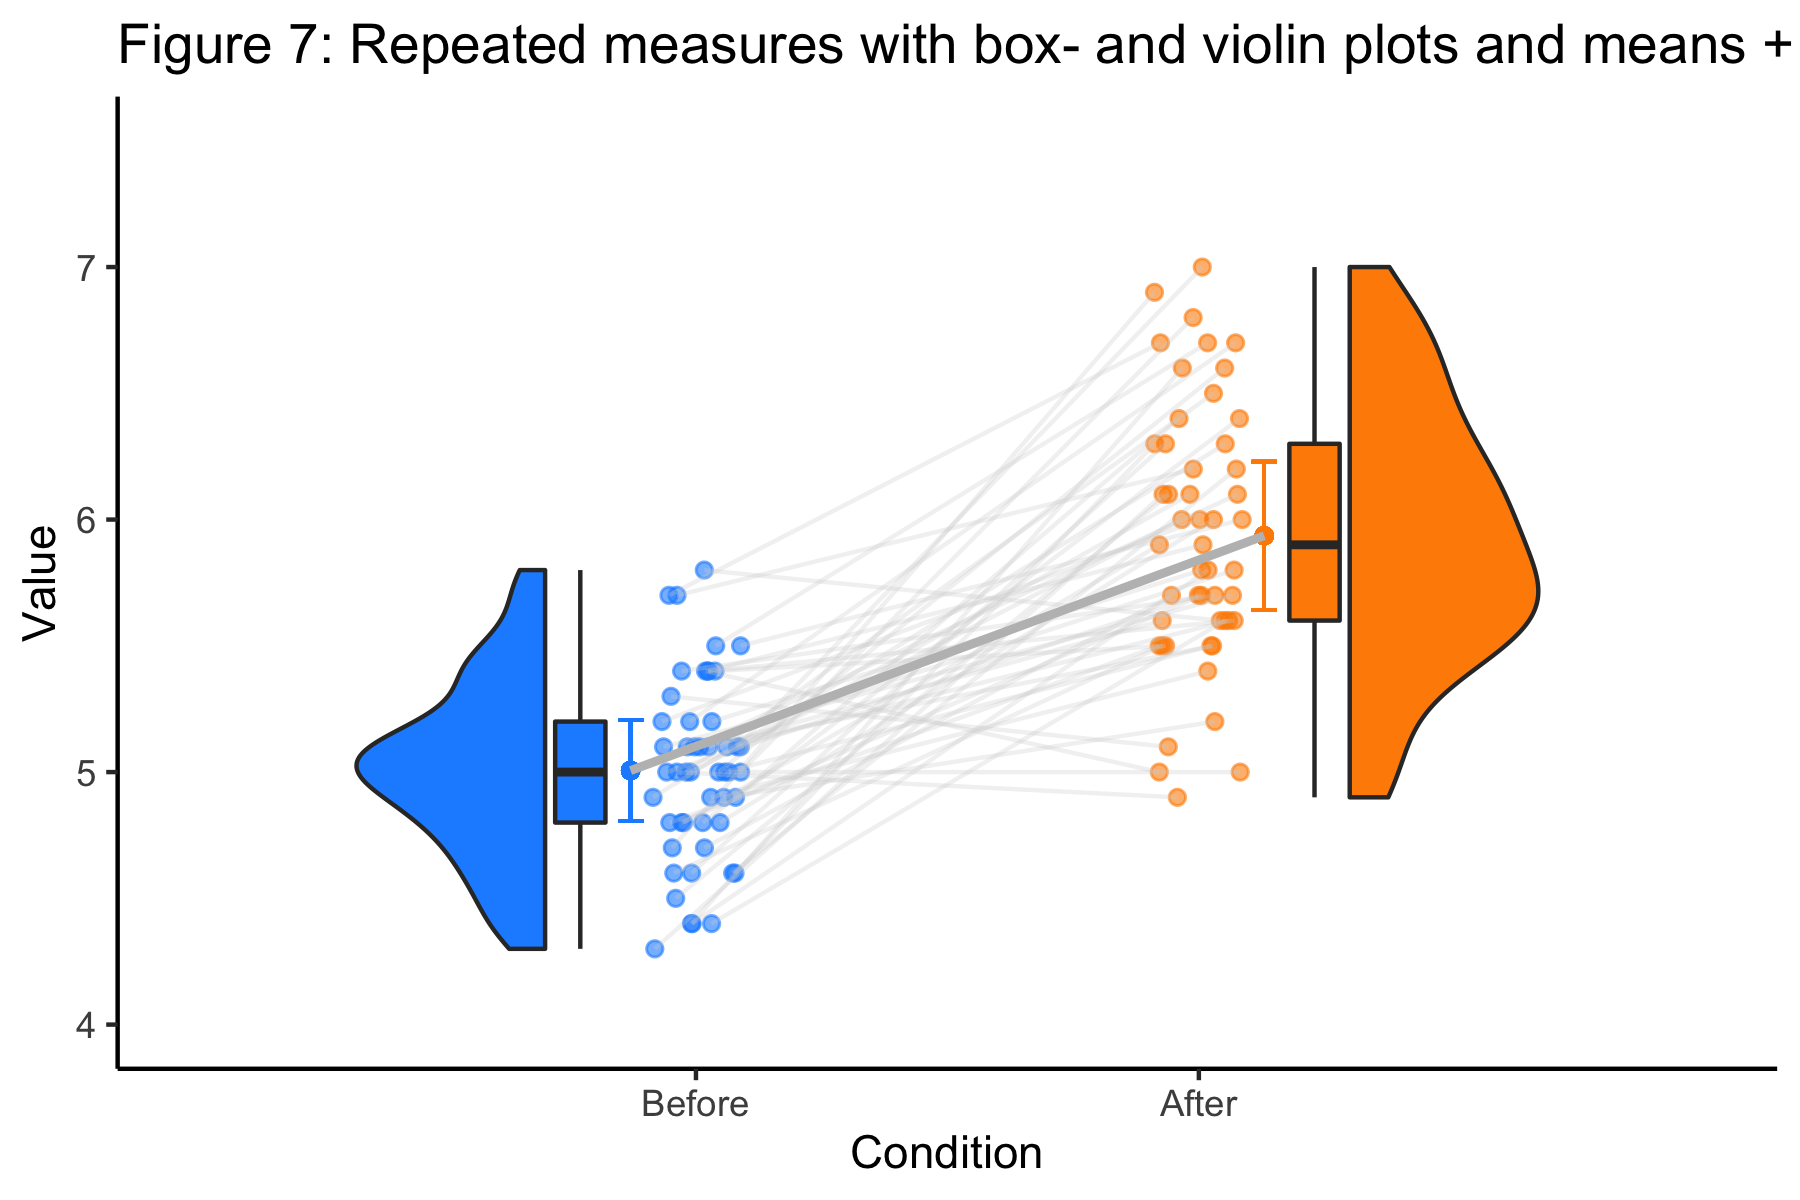 Figure 7: Repeated measures with box- and violin plots and means +
7
6
5
4
Value
Before
After
Condition